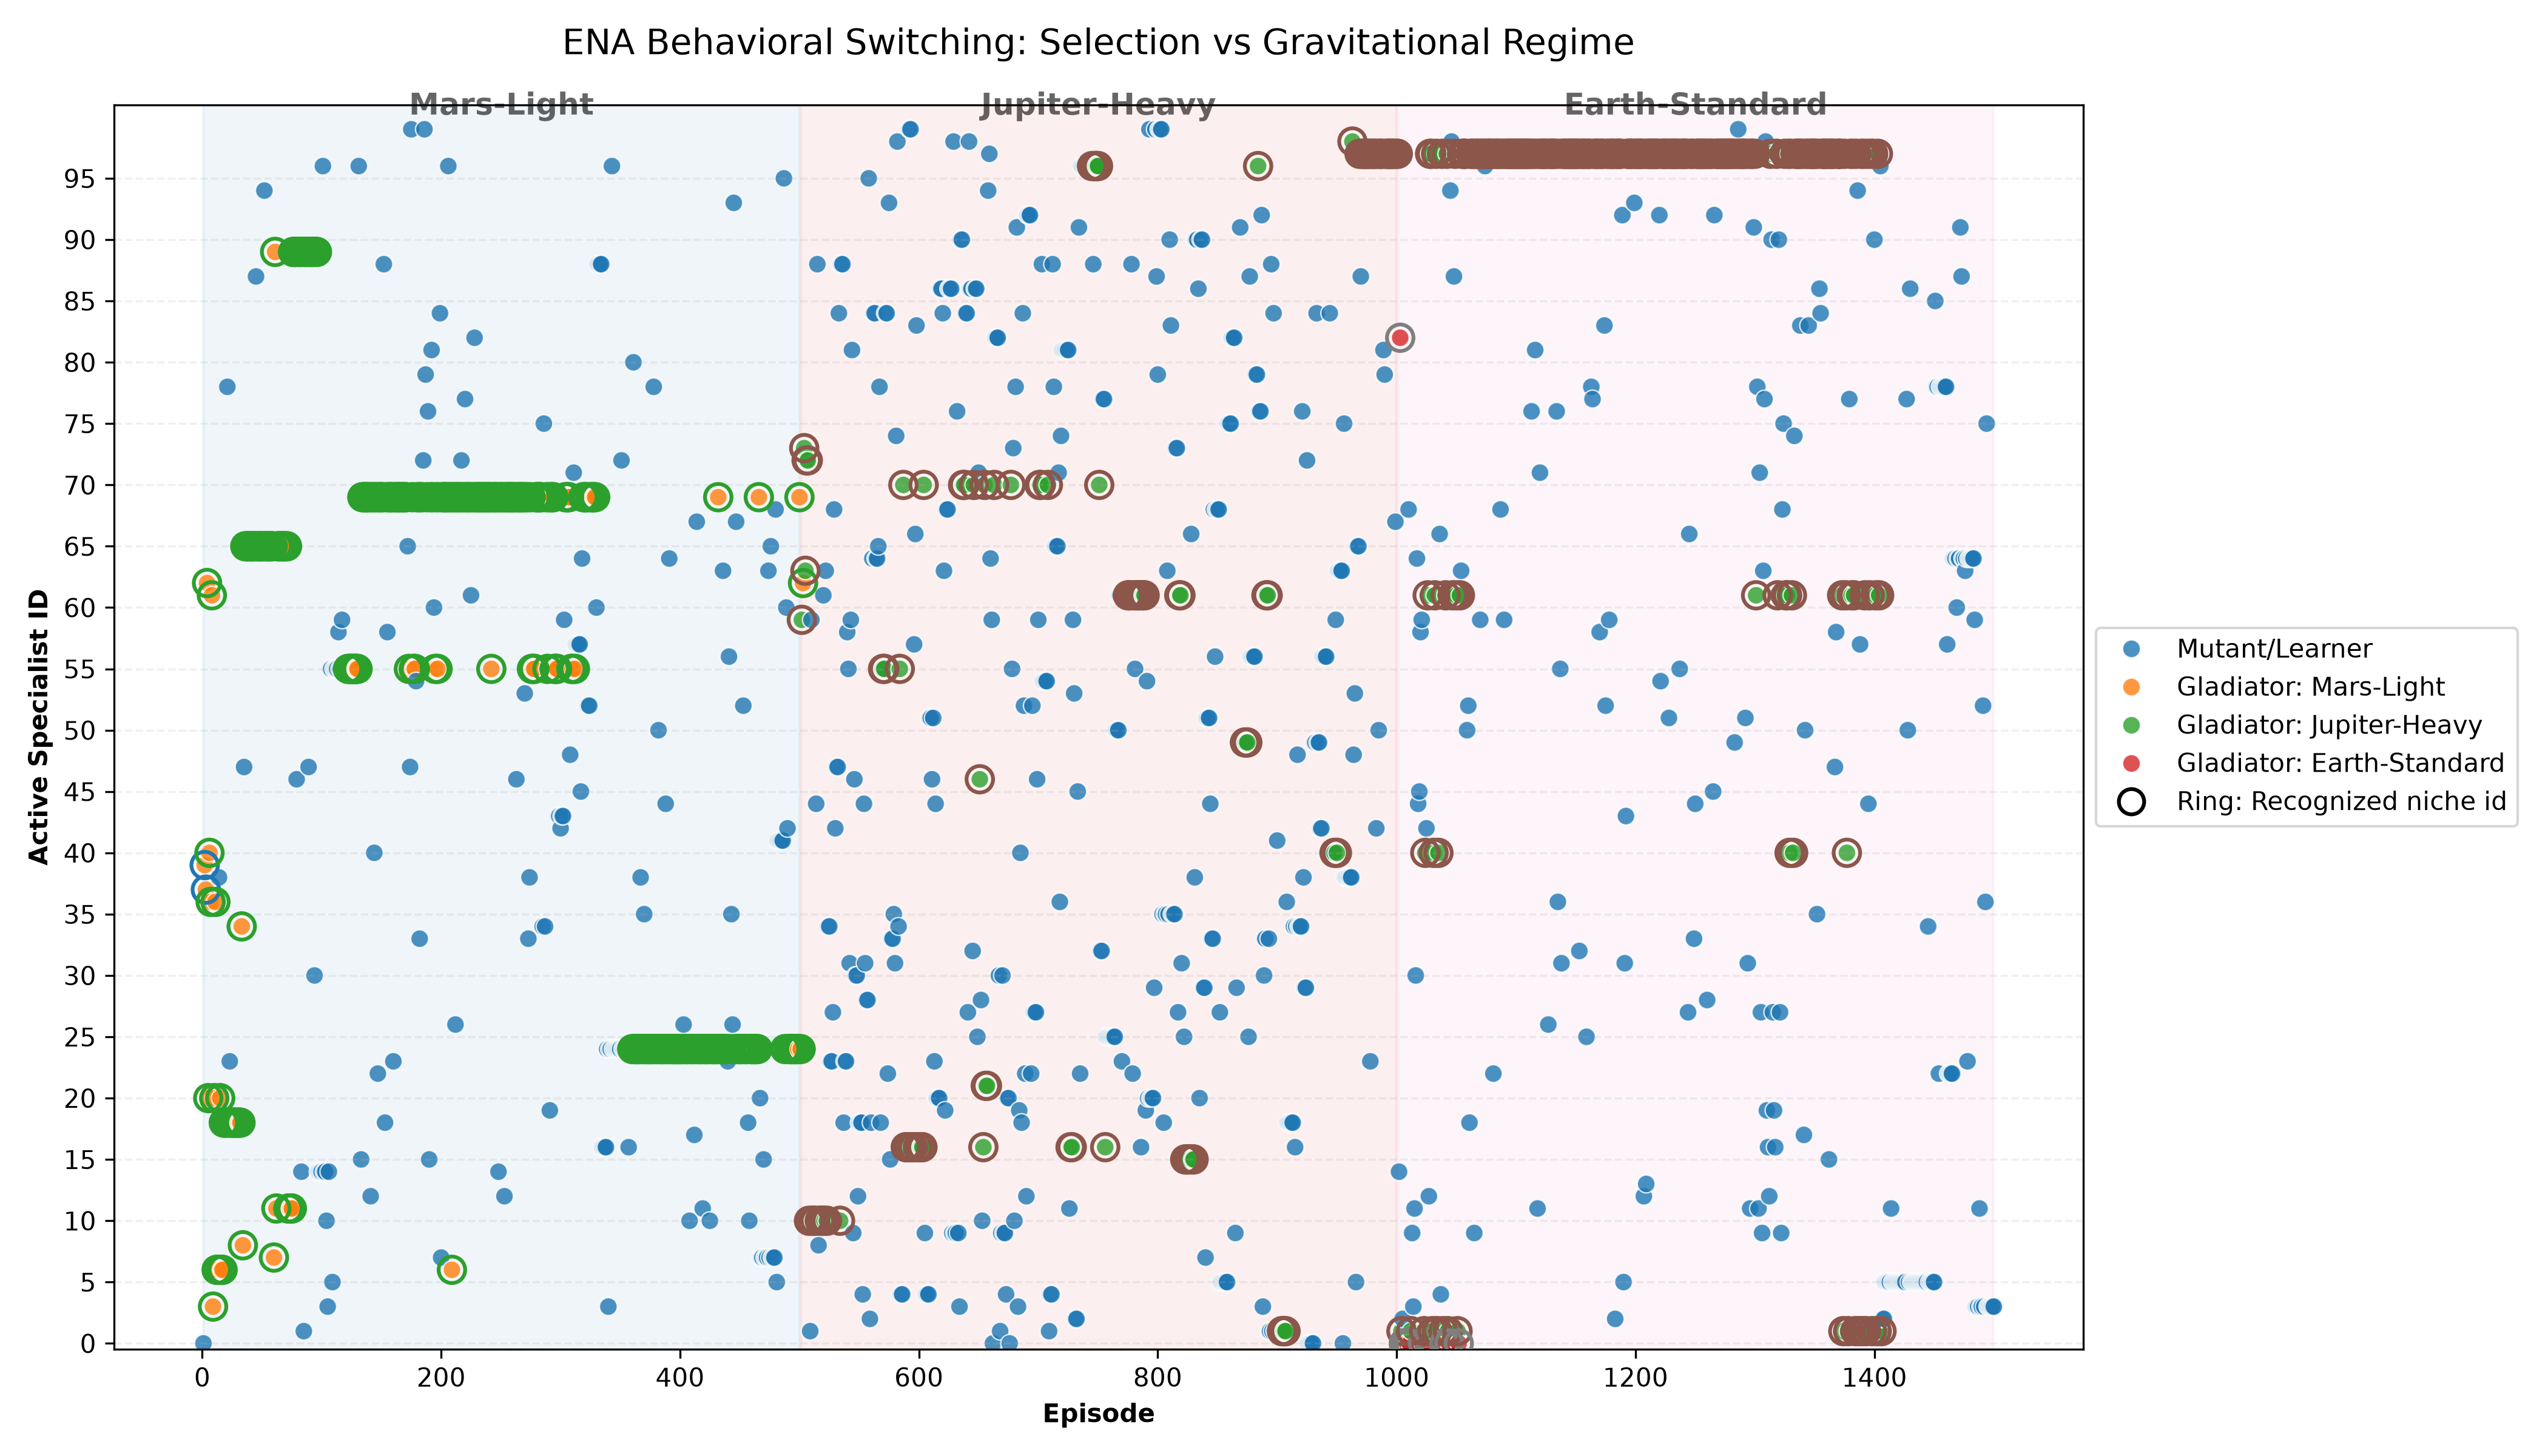 ENA Behavioral Switching: Selection vs Gravitational Regime
Mars-Light
Jupiter-Heavy
Earth-Standard
95
90
85
80
75
70
65
60
55
50
45
40
35
30
25
20
15
10
5
0
Active Specialist ID
0
200
400
600
800
1000
1200
1400
Episode
Mutant/Learner
Gladiator: Mars-Light
Gladiator: Jupiter-Heavy
Gladiator: Earth-Standard
Ring: Recognized niche id